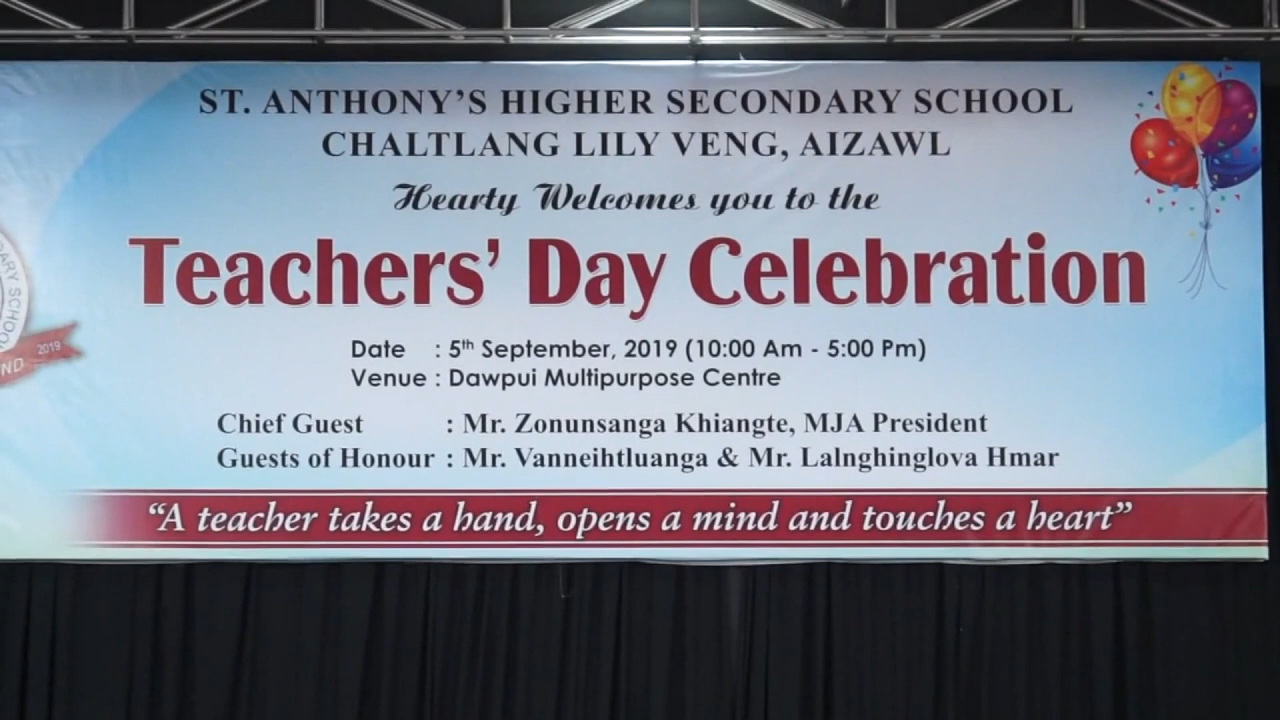 ST. ANTHONY'S HIGHER SECONDARY SCHOOL
CHALTLANG LILY VENG, AIZAWL
Hearty Welcomes you to the
Teachers' Day Celebration
Date : 5th September, 2019 (10:00 Am - 5:00 Pm)
Venue : Dawpui Multipurpose Centre
Chief Guest : Mr. Zonunsanga Khiangte, MJA President
Guests of Honour : Mr. Vanneihtluanga & Mr. Lalnghinglova Hmar
"A teacher takes a hand, opens a mind and touches a heart"
SCHOOL
2019